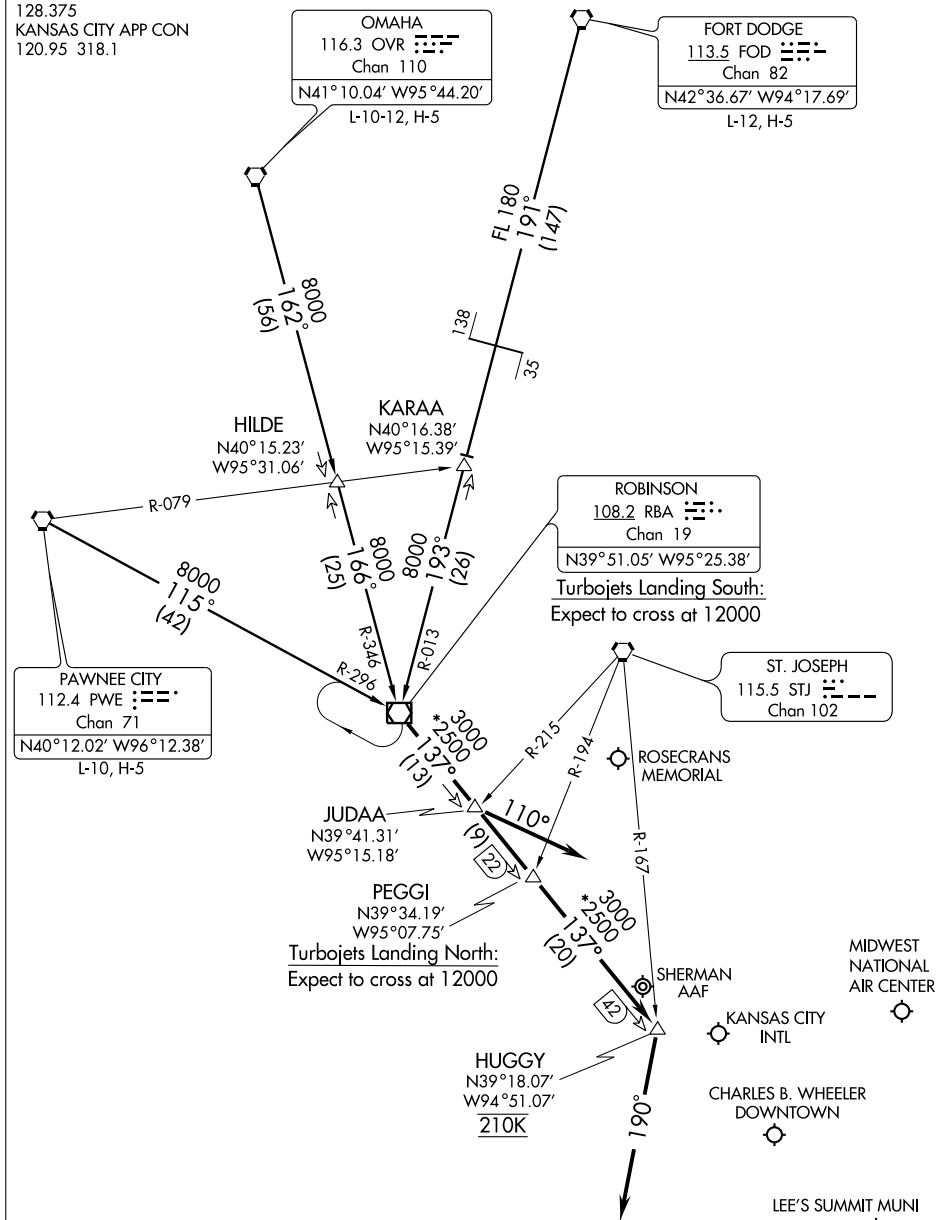 128.375
KANSAS CITY APP CON
120.95 318.1
OMAHA
116.3 OVR
Chan 110
N41°10.04′ W95°44.20′
L-10-12, H-5
FORT DODGE
113.5 FOD
Chan 82
N42°36.67′ W94°17.69′
L-12, H-5
FL 180
191°
(147)
8000
162°
(56)
138
35
HILDE
N40°15.23′
W95°31.06′
KARAA
N40°16.38′
W95°15.39′
R-079
ROBINSON
108.2 RBA
Chan 19
N39°51.05′ W95°25.38′
Turbojets Landing South:
Expect to cross at 12000
8000
166°
(25)
8000
193°
(26)
8000
115°
(42)
R-346
R-013
R-296
PAWNEE CITY
112.4 PWE
Chan 71
N40°12.02′ W96°12.38′
L-10, H-5
ST. JOSEPH
115.5 STJ
Chan 102
3000
*2500
137°
(13)
R-215
R-194
R-167
ROSECRANS
MEMORIAL
JUDAA
N39°41.31′
W95°15.18′
110°
(9)
22
PEGGI
N39°34.19′
W95°07.75′
Turbojets Landing North:
Expect to cross at 12000
3000
*2500
137°
(20)
SHERMAN
AAF
42
MIDWEST
NATIONAL
AIR CENTER
KANSAS CITY
INTL
HUGGY
N39°18.07′
W94°51.07′
210K
CHARLES B. WHEELER
DOWNTOWN
190°
LEE'S SUMMIT MUNI